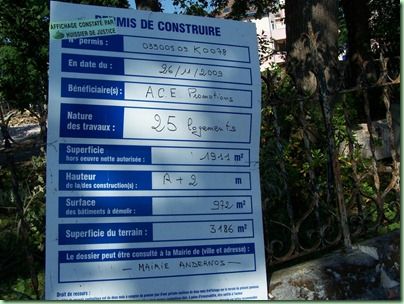 AFFICHAGE CONSTATÉ PAR
HUISSIER DE JUSTICE
PERMIS DE CONSTRUIRE
N° permis : 03300509 K0078
En date du : 26/11/2009
Bénéficiaire(s) : ACE Promotions
Nature
des travaux : 25 logements
Superficie
hors oeuvre nette autorisée : 1911 m²
Hauteur
de la/des construction(s) : R+2 m
Surface
des bâtiments à démolir : 972 m²
Superficie du terrain : 3186 m²
Le dossier peut être consulté à la Mairie de (ville et adresse) :
- MAIRIE ANDERNOS -
Droit de recours :